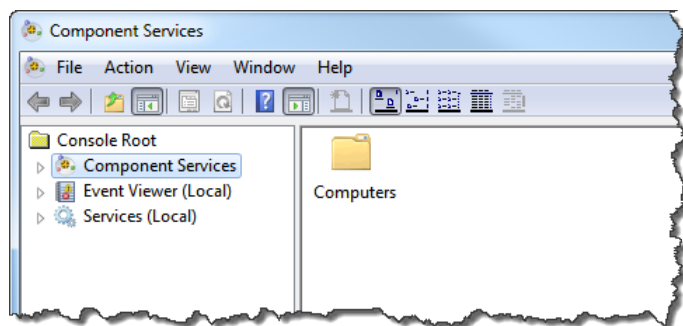 Component Services
File Action View Window Help
Console Root
Component Services
Event Viewer (Local)
Services (Local)
Computers